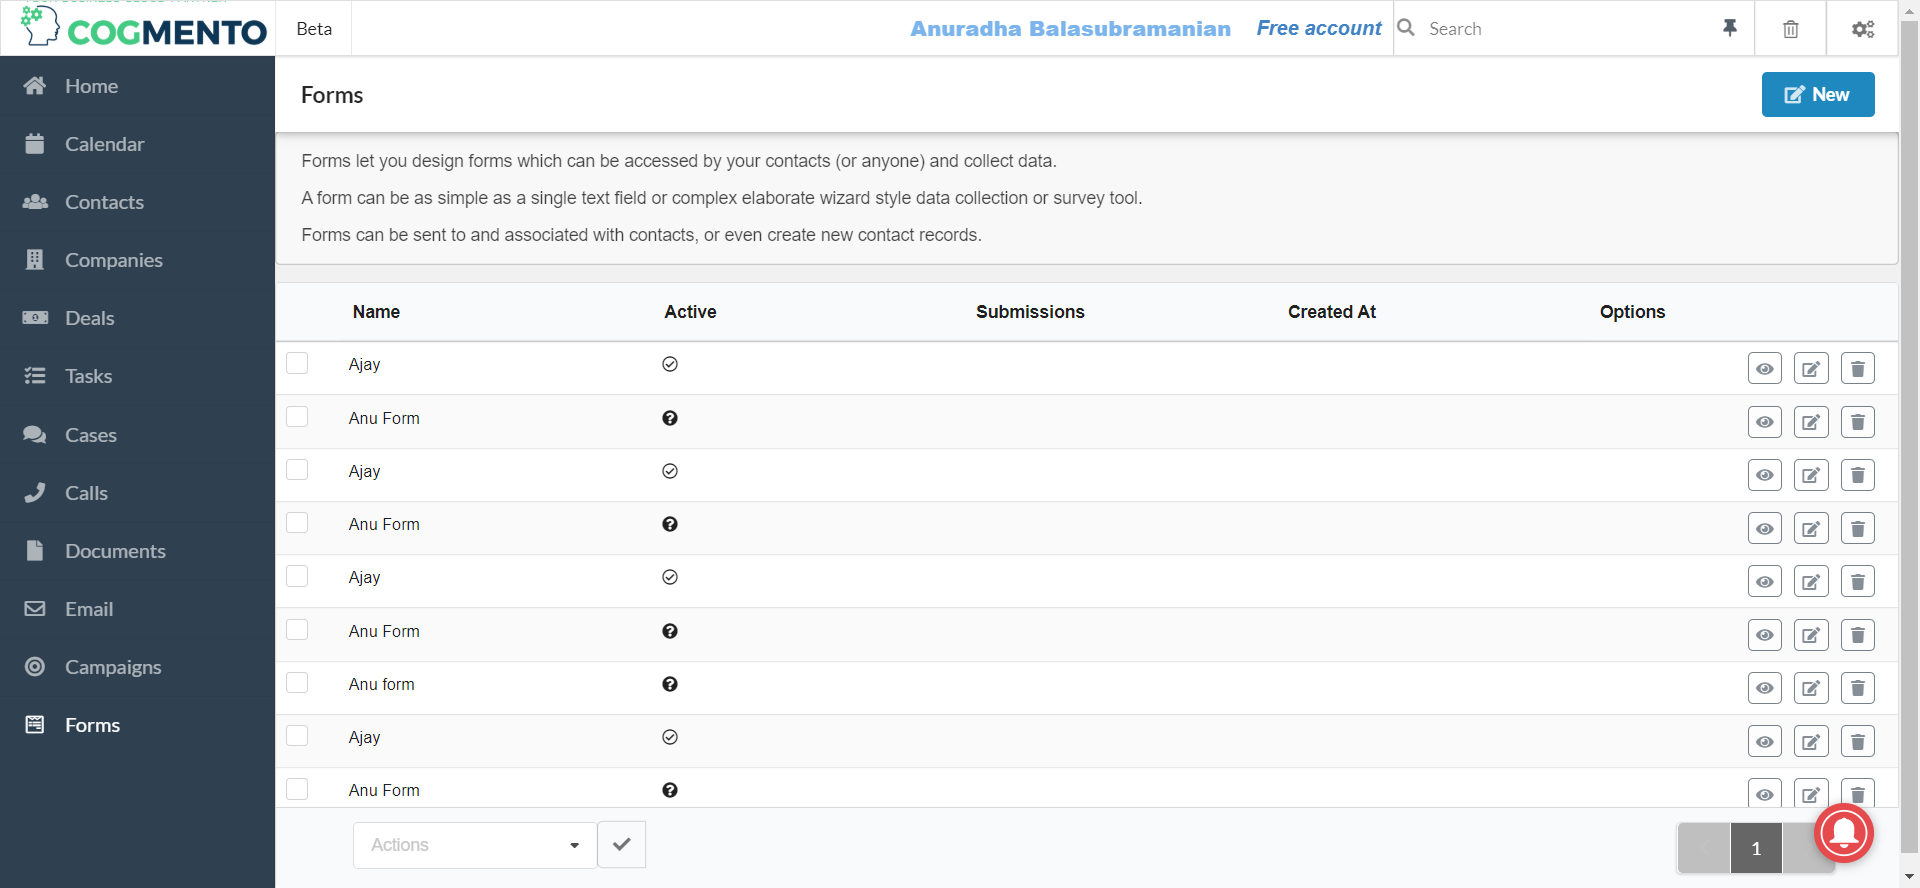 COGMENTO
Beta
Anuradha Balasubramanian
Free account
Search
Home
Calendar
Contacts
Companies
Deals
Tasks
Cases
Calls
Documents
Email
Campaigns
Forms
Forms
New
Forms let you design forms which can be accessed by your contacts (or anyone) and collect data.
A form can be as simple as a single text field or complex elaborate wizard style data collection or survey tool.
Forms can be sent to and associated with contacts, or even create new contact records.
Name Active Submissions Created At Options
Ajay
Anu Form
Ajay
Anu Form
Ajay
Anu Form
Anu form
Ajay
Anu Form
Actions
1